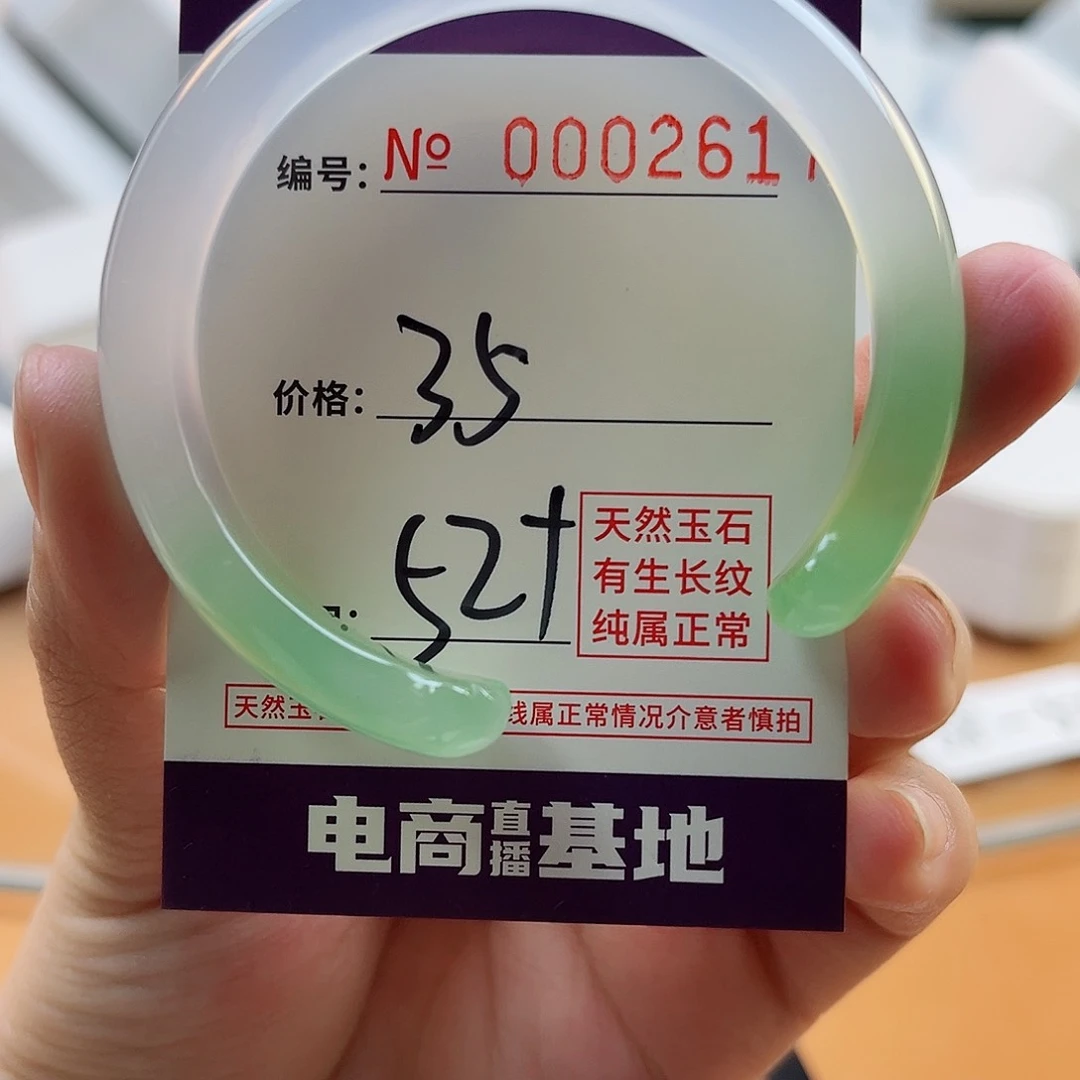 编号: № 0002611
价格: 35
52+
天然玉石
有生长纹
纯属正常
天然玉 线属正常情况介意者慎拍
电商直播基地